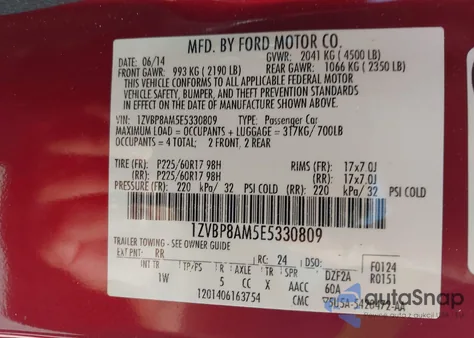 MFD. BY FORD MOTOR CO.
DATE: 06/14 GVWR: 2041 KG ( 4500 LB)
FRONT GAWR: 993 KG ( 2190 LB) REAR GAWR: 1066 KG ( 2350 LB)
THIS VEHICLE CONFORMS TO ALL APPLICABLE FEDERAL MOTOR
VEHICLE SAFETY, BUMPER, AND THEFT PREVENTION STANDARDS
IN EFFECT ON THE DATE OF MANUFACTURE SHOWN ABOVE.
VIN: 1ZVBP8AM5E5330809 TYPE: Passenger Car
MAXIMUM LOAD = OCCUPANTS + LUGGAGE = 317KG/ 700LB
OCCUPANTS = 4 TOTAL: 2 FRONT, 2 REAR
TIRE (FR): P225/60R17 98H RIMS (FR): 17x7.0J
(RR): P225/60R17 98H (RR): 17x7.0J
PRESSURE (FR): 220 kPa/ 32 PSI COLD (RR): 220 kPa/ 32 PSI COLD
1ZVBP8AM5E5330809
TRAILER TOWING - SEE OWNER GUIDE
EXT PNT: RR RC: 24 DSO: F0124
INT TR TP/PS R AXLE TR SPR DZF2A R0151
1W 5 CC X AACC 60A
1201406163754 CMC
autoSnap